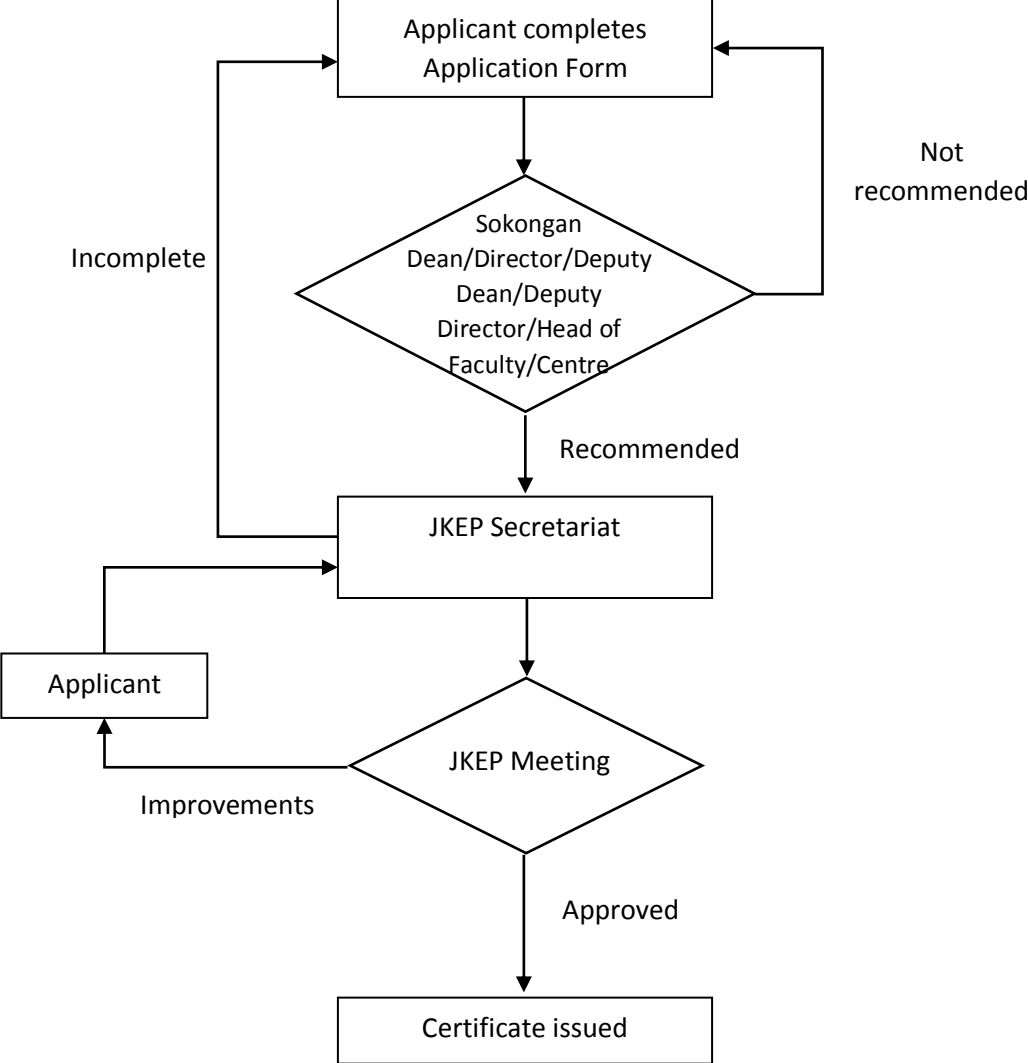 Applicant completes
Application Form
Not
recommended
Sokongan
Dean/Director/Deputy
Dean/Deputy
Director/Head of
Faculty/Centre
Incomplete
Recommended
JKEP Secretariat
Applicant
JKEP Meeting
Improvements
Approved
Certificate issued